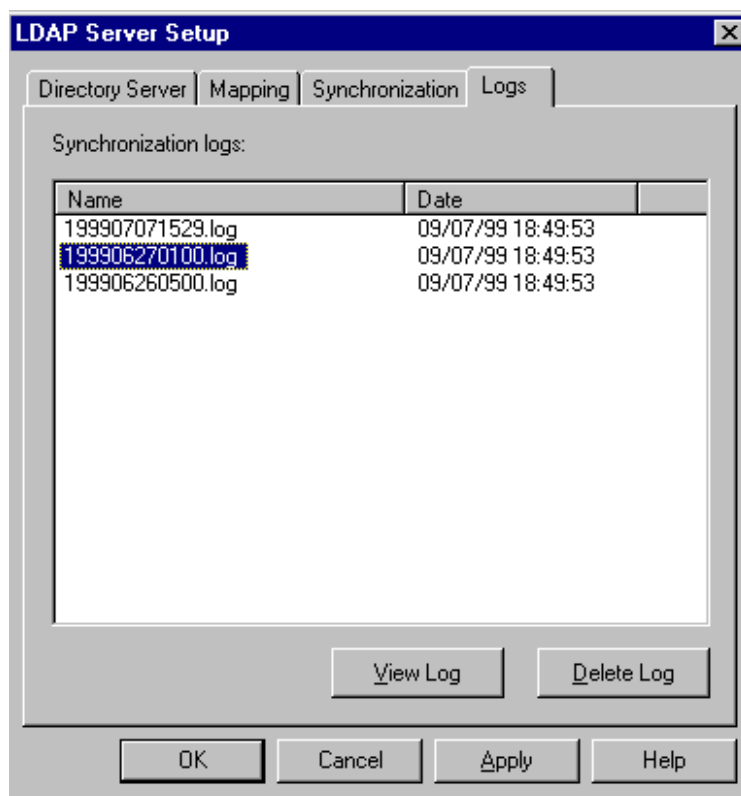 LDAP Server Setup
Directory Server Mapping Synchronization Logs
Synchronization logs:
Name Date
199907071529.log 09/07/99 18:49:53
199906270100.log 09/07/99 18:49:53
199906260500.log 09/07/99 18:49:53
View Log Delete Log
OK Cancel Apply Help